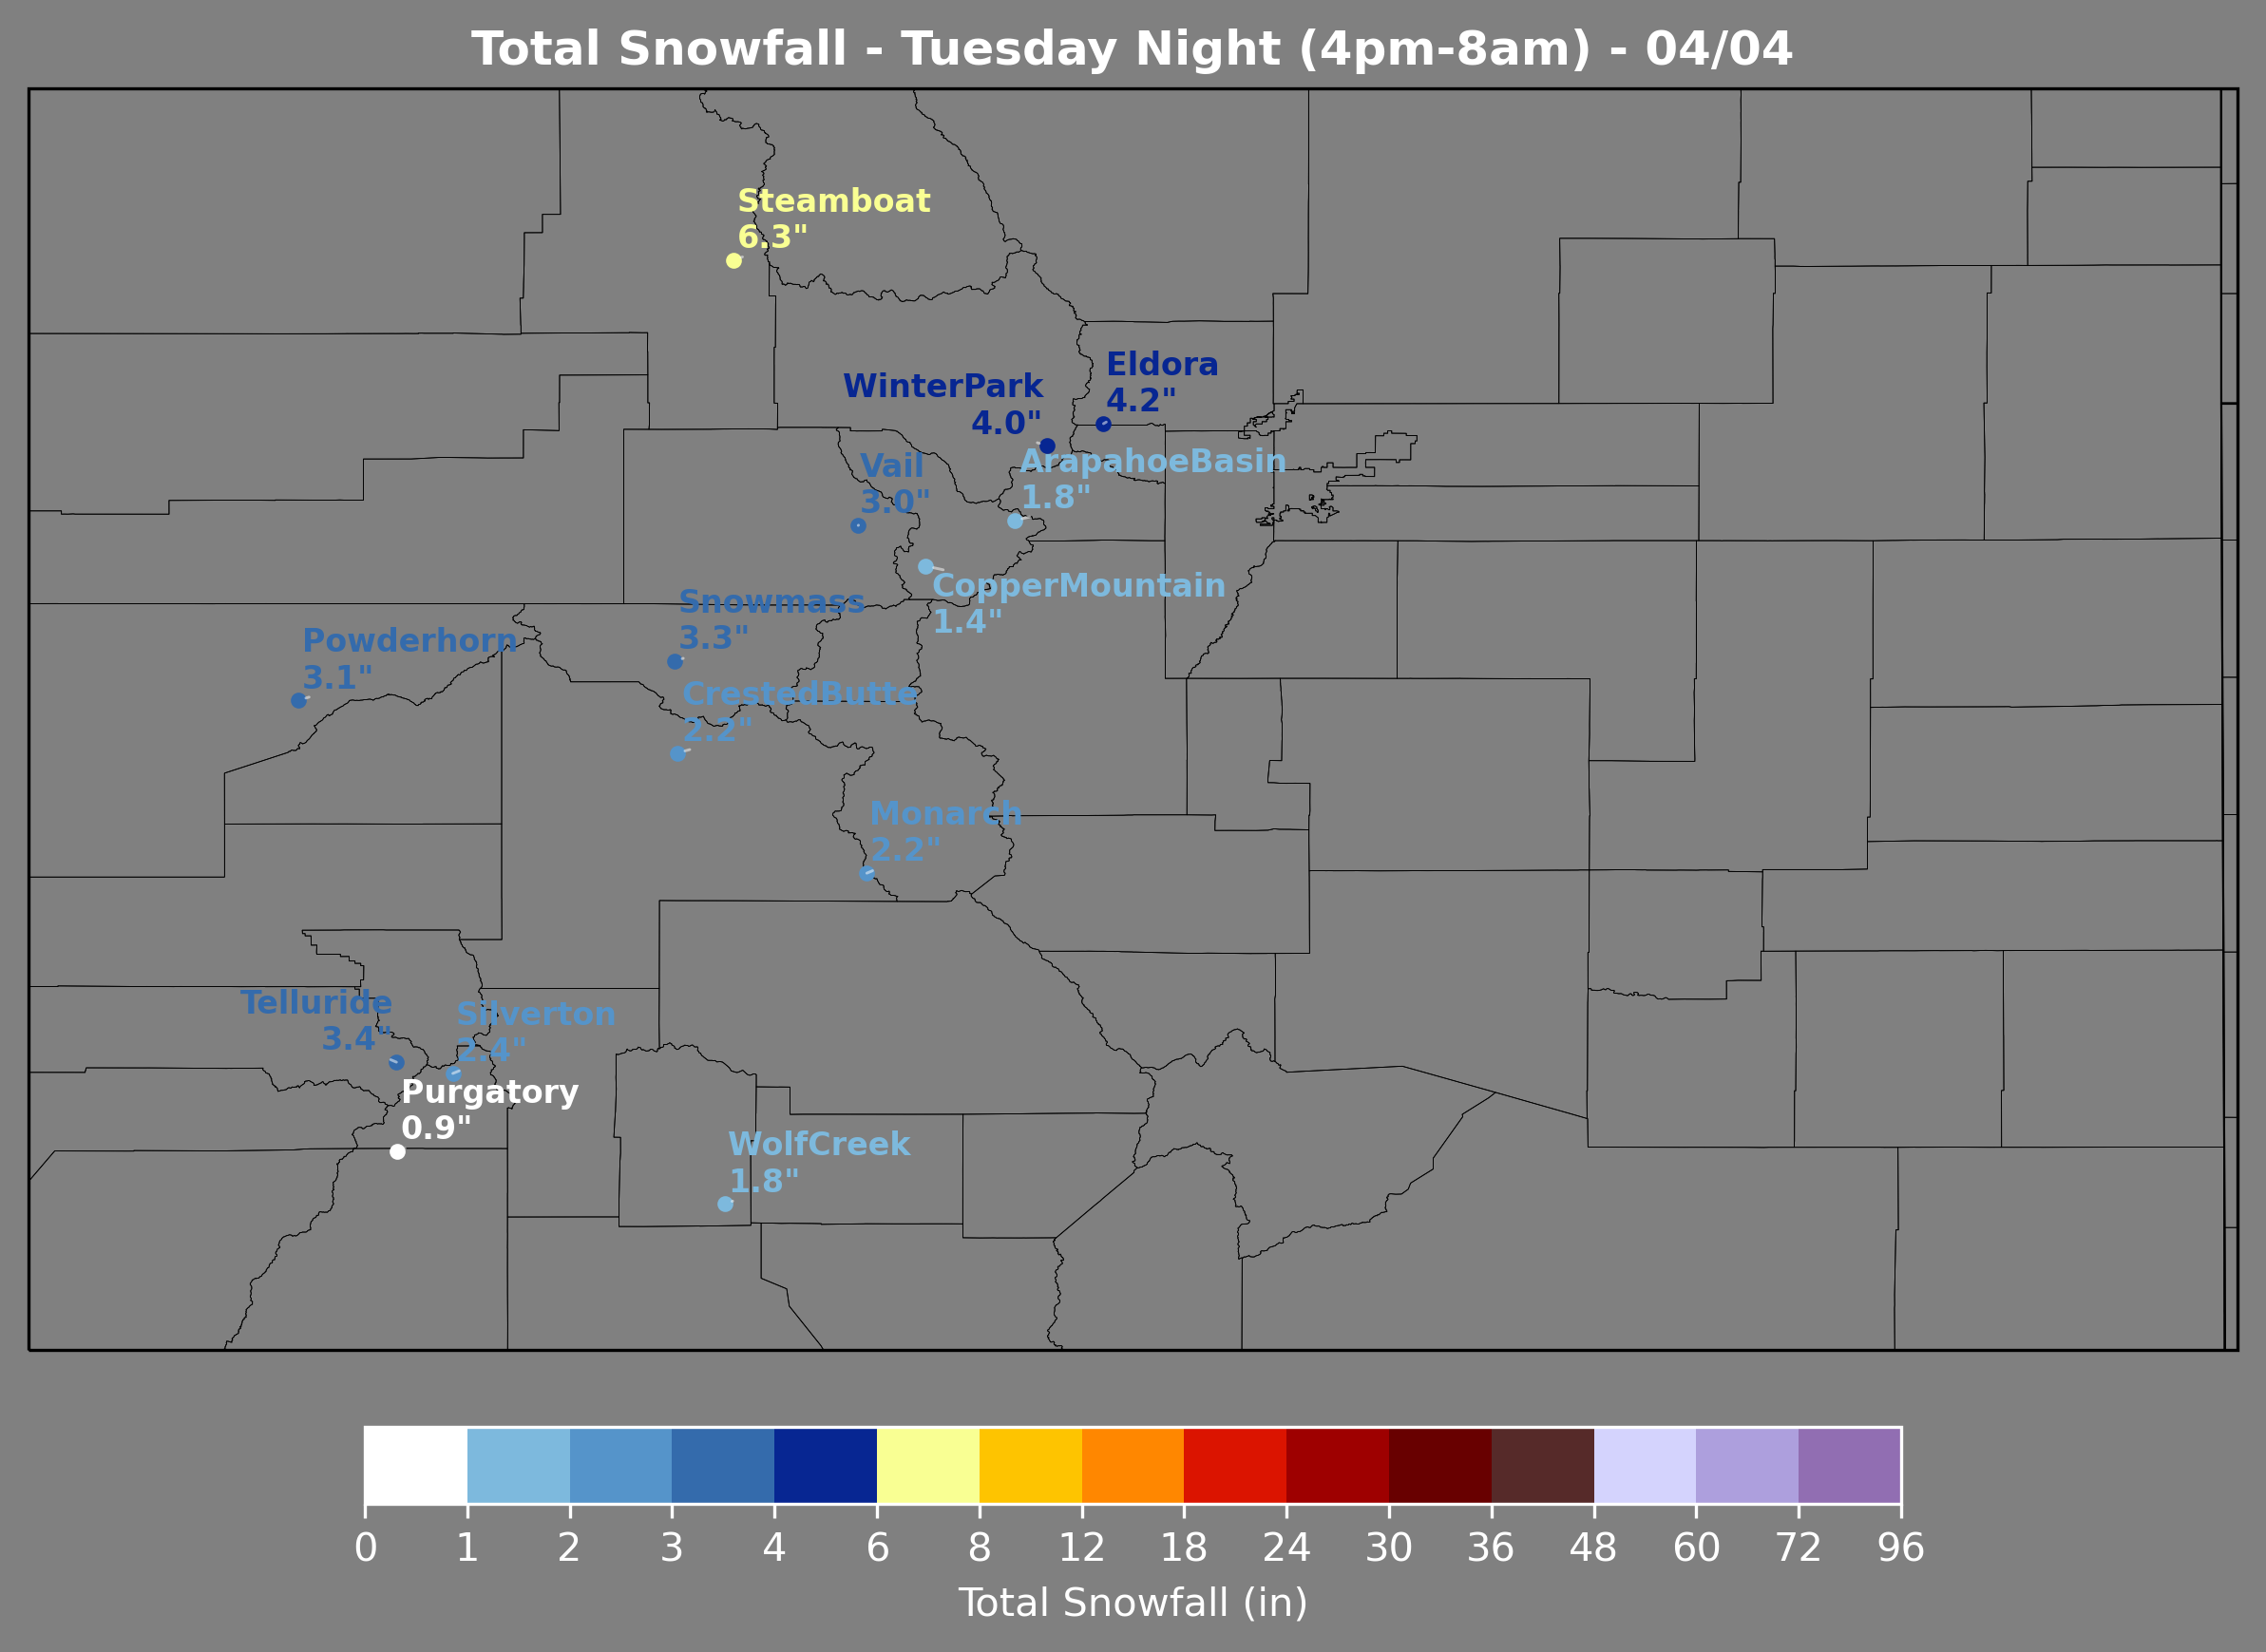 Total Snowfall - Tuesday Night (4pm-8am) - 04/04
Steamboat
6.3"
Eldora
4.2"
WinterPark
4.0"
ArapahoeBasin
1.8"
Vail
3.0"
CopperMountain
1.4"
Snowmass
3.3"
Powderhorn
3.1"
CrestedButte
2.2"
Monarch
2.2"
Telluride
3.4"
Silverton
2.4"
Purgatory
0.9"
WolfCreek
1.8"
0 1 2 3 4 6 8 12 18 24 30 36 48 60 72 96
Total Snowfall (in)